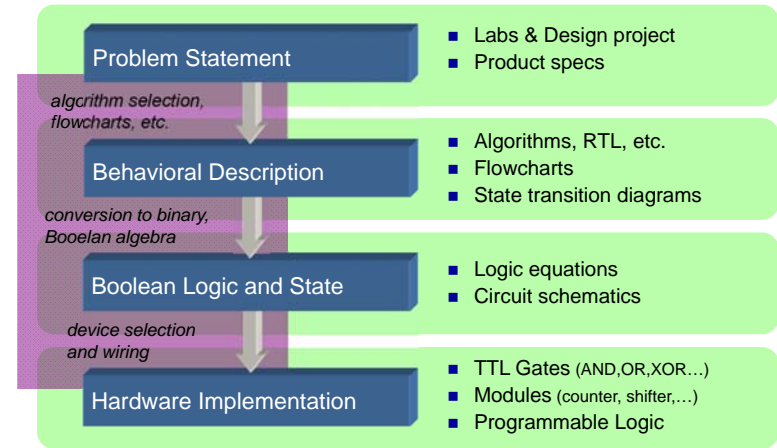 Problem Statement
Labs & Design project
Product specs
algorithm selection,
flowcharts, etc.
Behavioral Description
Algorithms, RTL, etc.
Flowcharts
State transition diagrams
conversion to binary,
Booelan algebra
Boolean Logic and State
Logic equations
Circuit schematics
device selection
and wiring
Hardware Implementation
TTL Gates (AND,OR,XOR…)
Modules (counter, shifter,…)
Programmable Logic